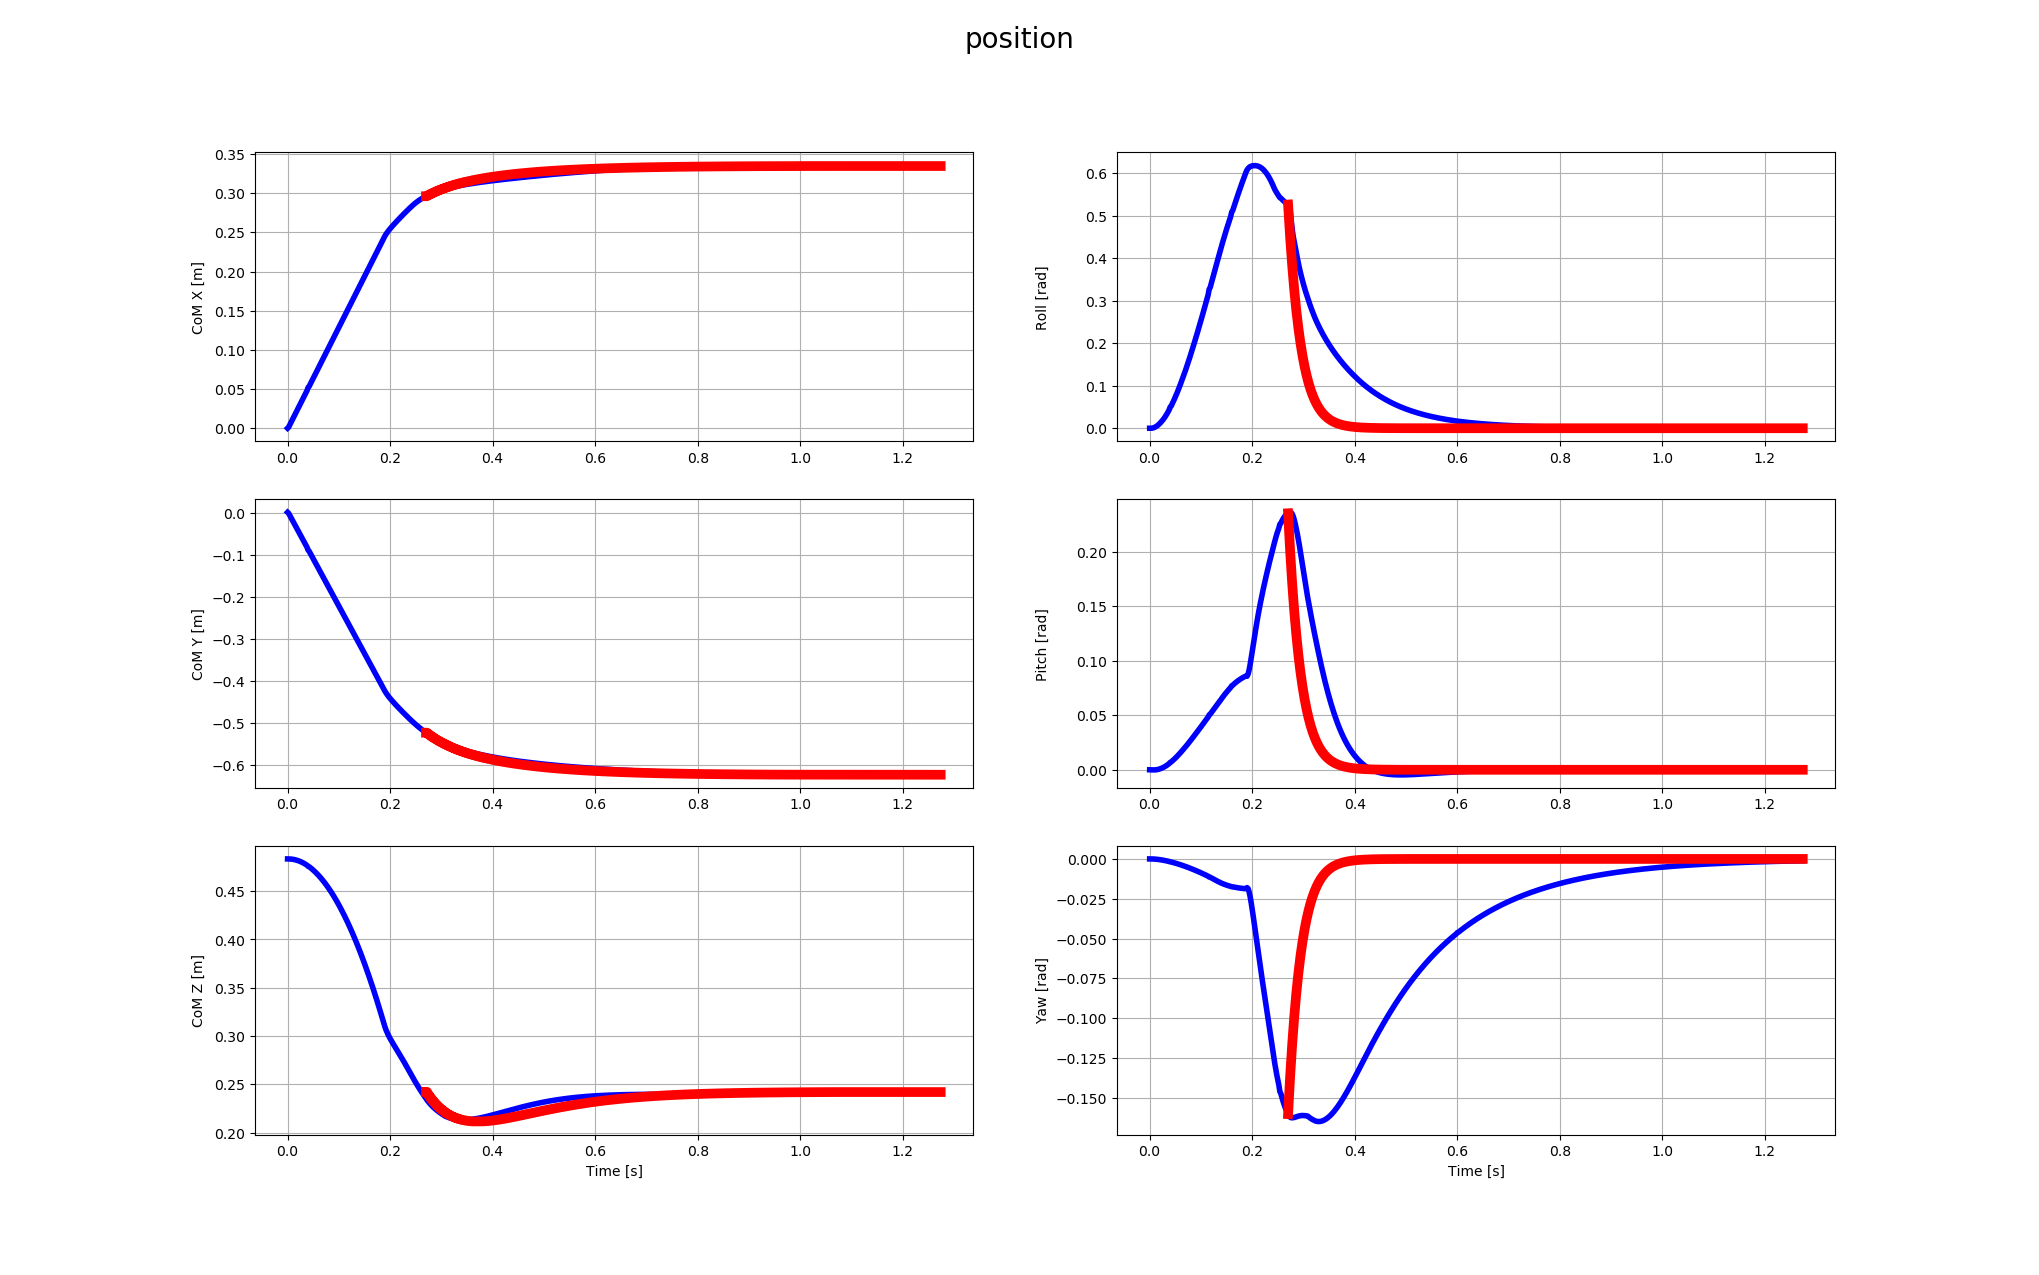 position
0.35
0.30
0.25
0.20
0.15
0.10
0.05
0.00
CoM X [m]
0.0 0.2 0.4 0.6 0.8 1.0 1.2
0.6
0.5
0.4
0.3
0.2
0.1
0.0
Roll [rad]
0.0 0.2 0.4 0.6 0.8 1.0 1.2
0.0
−0.1
−0.2
−0.3
−0.4
−0.5
−0.6
CoM Y [m]
0.0 0.2 0.4 0.6 0.8 1.0 1.2
0.20
0.15
0.10
0.05
0.00
Pitch [rad]
0.0 0.2 0.4 0.6 0.8 1.0 1.2
0.45
0.40
0.35
0.30
0.25
0.20
CoM Z [m]
0.0 0.2 0.4 0.6 0.8 1.0 1.2
Time [s]
0.000
−0.025
−0.050
−0.075
−0.100
−0.125
−0.150
Yaw [rad]
0.0 0.2 0.4 0.6 0.8 1.0 1.2
Time [s]